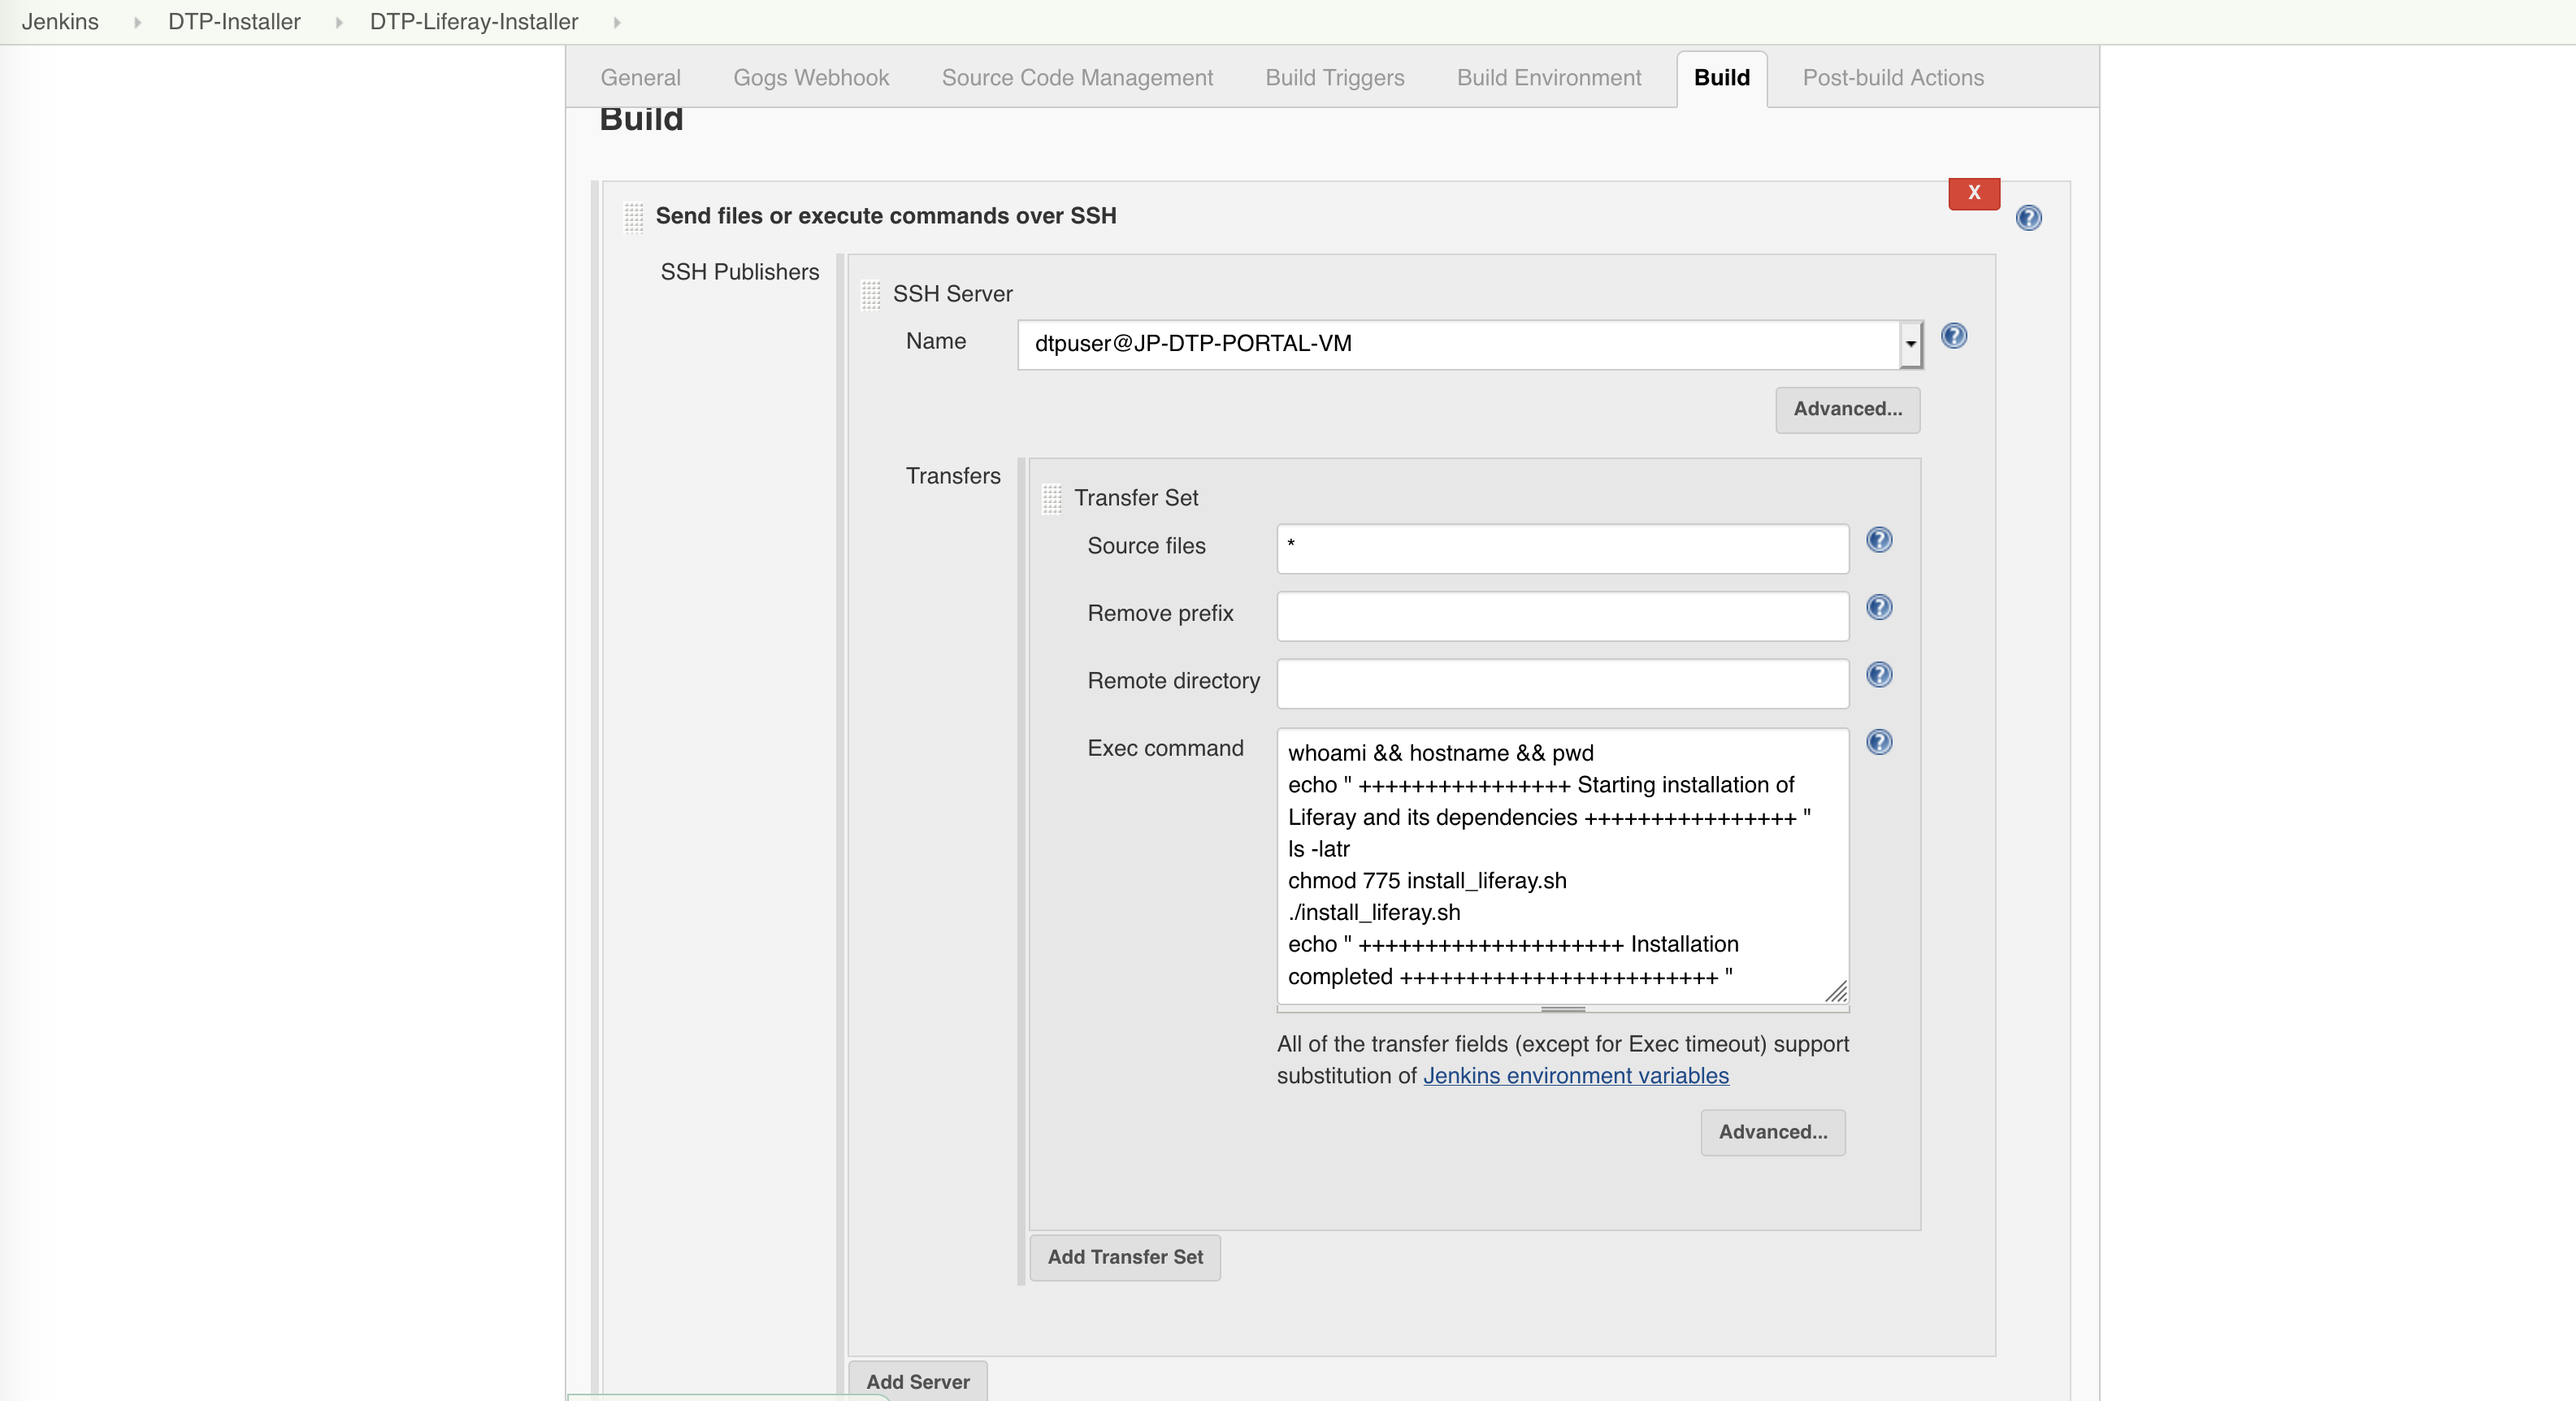 Jenkins DTP-Installer DTP-Liferay-Installer
General Gogs Webhook Source Code Management Build Triggers Build Environment Build Post-build Actions
Build
X
Send files or execute commands over SSH
SSH Publishers
SSH Server
Name dtpuser@JP-DTP-PORTAL-VM
Advanced...
Transfers
Transfer Set
Source files *
Remove prefix
Remote directory
Exec command
whoami && hostname && pwd
echo " ++++++++++++++++ Starting installation of
Liferay and its dependencies ++++++++++++++++ "
ls -latr
chmod 775 install_liferay.sh
./install_liferay.sh
echo " ++++++++++++++++++++ Installation
completed ++++++++++++++++++++++++ "
All of the transfer fields (except for Exec timeout) support
substitution of Jenkins environment variables
Advanced...
Add Transfer Set
Add Server